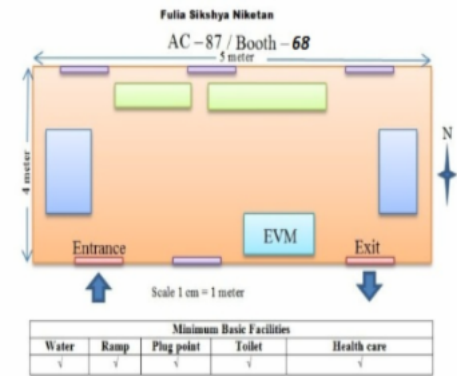 Fulia Sikshya Niketan
AC – 87 / Booth – 68
5 meter
4 meter
N
EVM
Entrance
Exit
Scale 1 cm = 1 meter
Minimum Basic Facilities
Water Ramp Plug point Toilet Health care
√ √ √ √ √